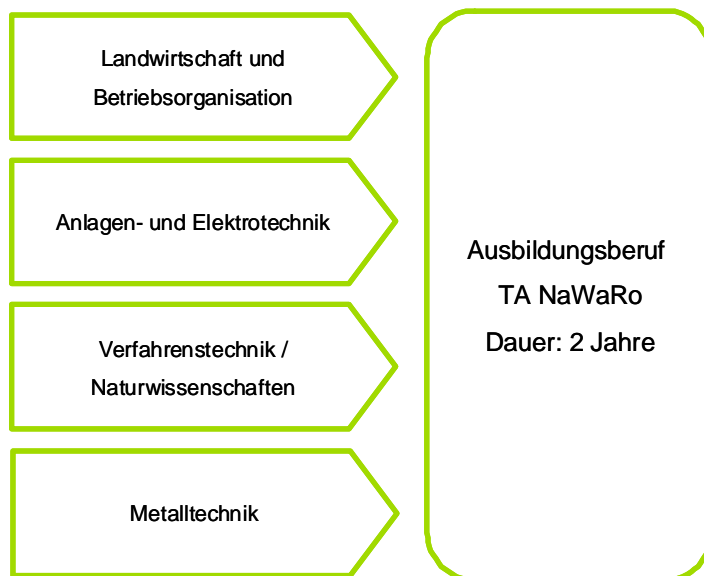 Landwirtschaft und
Betriebsorganisation
Anlagen- und Elektrotechnik
Verfahrenstechnik /
Naturwissenschaften
Metalltechnik
Ausbildungsberuf
TA NaWaRo
Dauer: 2 Jahre